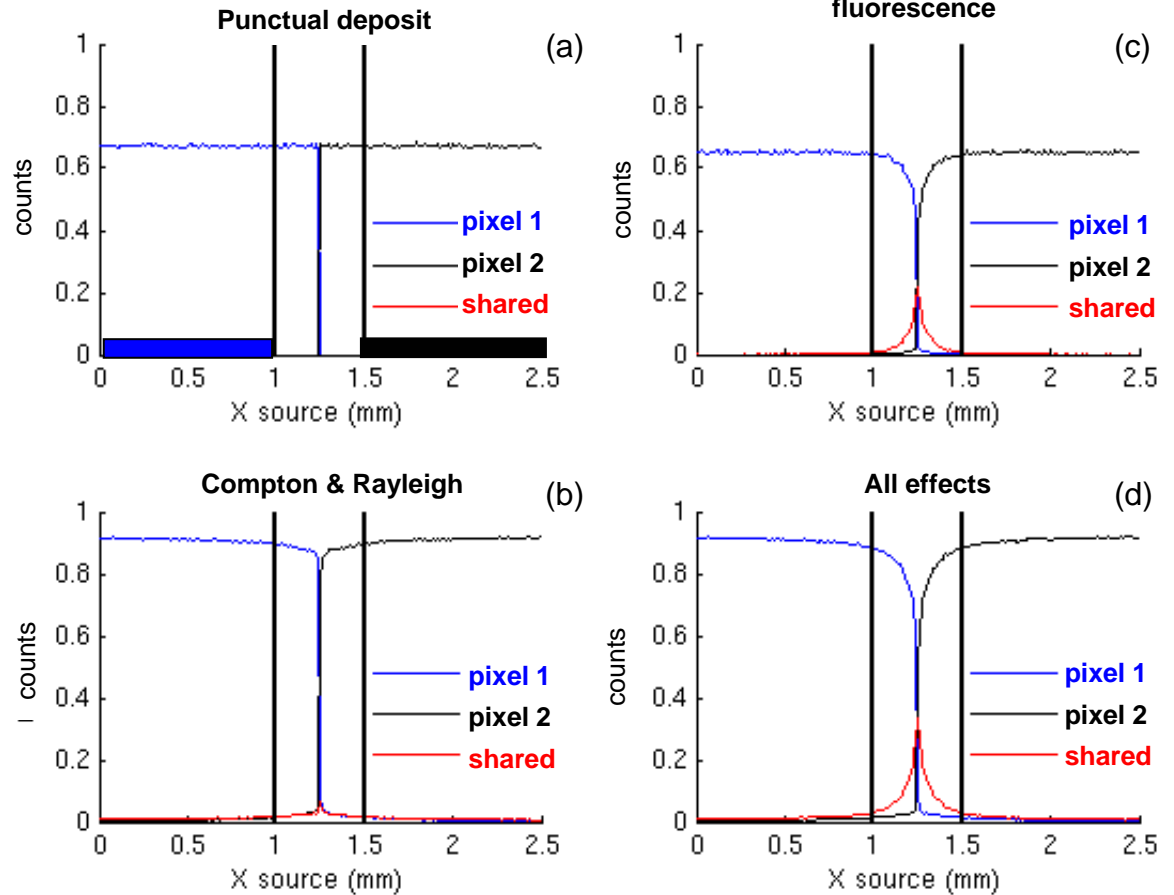 Punctual deposit
(a)
1
0.8
0.6
0.4
0.2
0
counts
pixel 1
pixel 2
shared
0 0.5 1 1.5 2 2.5
X source (mm)
fluorescence
(c)
1
0.8
0.6
0.4
0.2
0
counts
pixel 1
pixel 2
shared
0 0.5 1 1.5 2 2.5
X source (mm)
Compton & Rayleigh
(b)
1
0.8
0.6
0.4
0.2
0
counts
pixel 1
pixel 2
shared
0 0.5 1 1.5 2 2.5
X source (mm)
All effects
(d)
1
0.8
0.6
0.4
0.2
0
counts
pixel 1
pixel 2
shared
0 0.5 1 1.5 2 2.5
X source (mm)